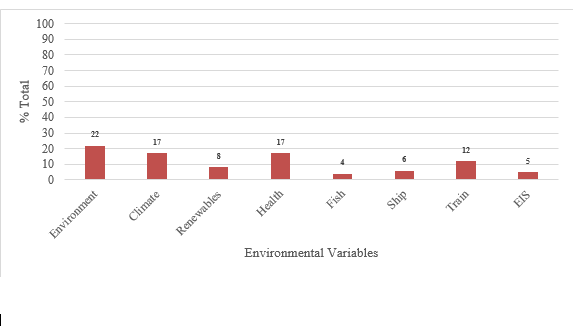 100
90
80
70
60
50
40
30
20
10
0
% Total
22
17
8
17
4
6
12
5
Environment
Climate
Renewables
Health
Fish
Ship
Train
EIS
Environmental Variables